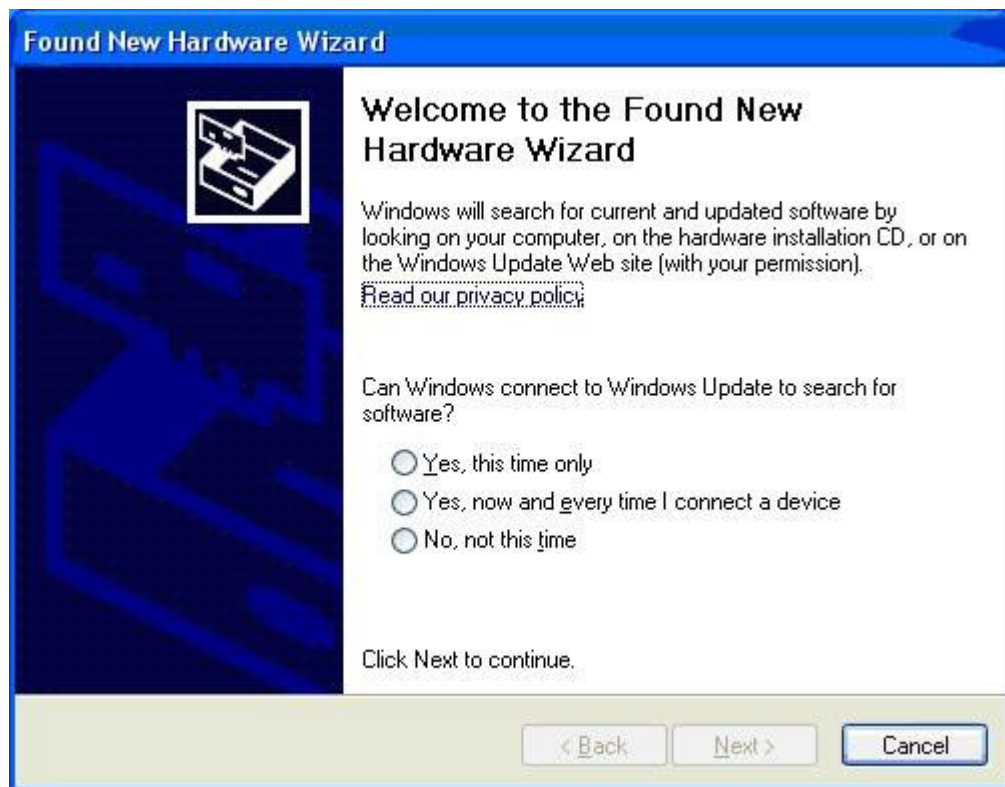 Found New Hardware Wizard
Welcome to the Found New
Hardware Wizard
Windows will search for current and updated software by
looking on your computer, on the hardware installation CD, or on
the Windows Update Web site (with your permission).
Read our privacy policy
Can Windows connect to Windows Update to search for
software?
Yes, this time only
Yes, now and every time I connect a device
No, not this time
Click Next to continue.
< Back
Next >
Cancel